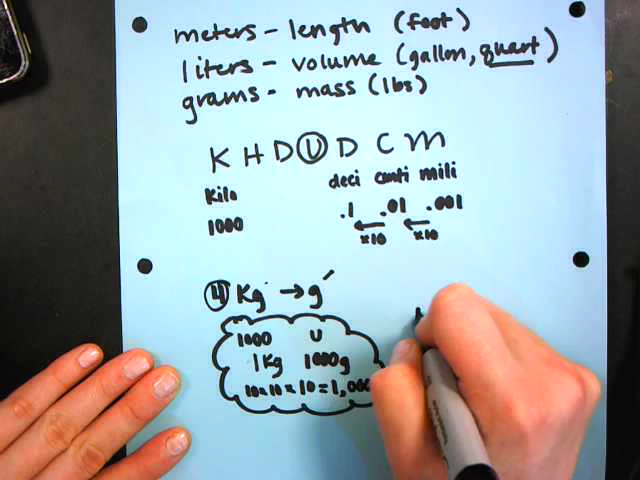 meters - length (foot)
liters - volume (gallon, quart)
grams - mass (lbs)
K H D U D C m
deci centi mili
Kilo
.1 .01 .001
1000
x10 x10
4 Kg → g
1000 U
1Kg 1000g
10x10x10=1,000